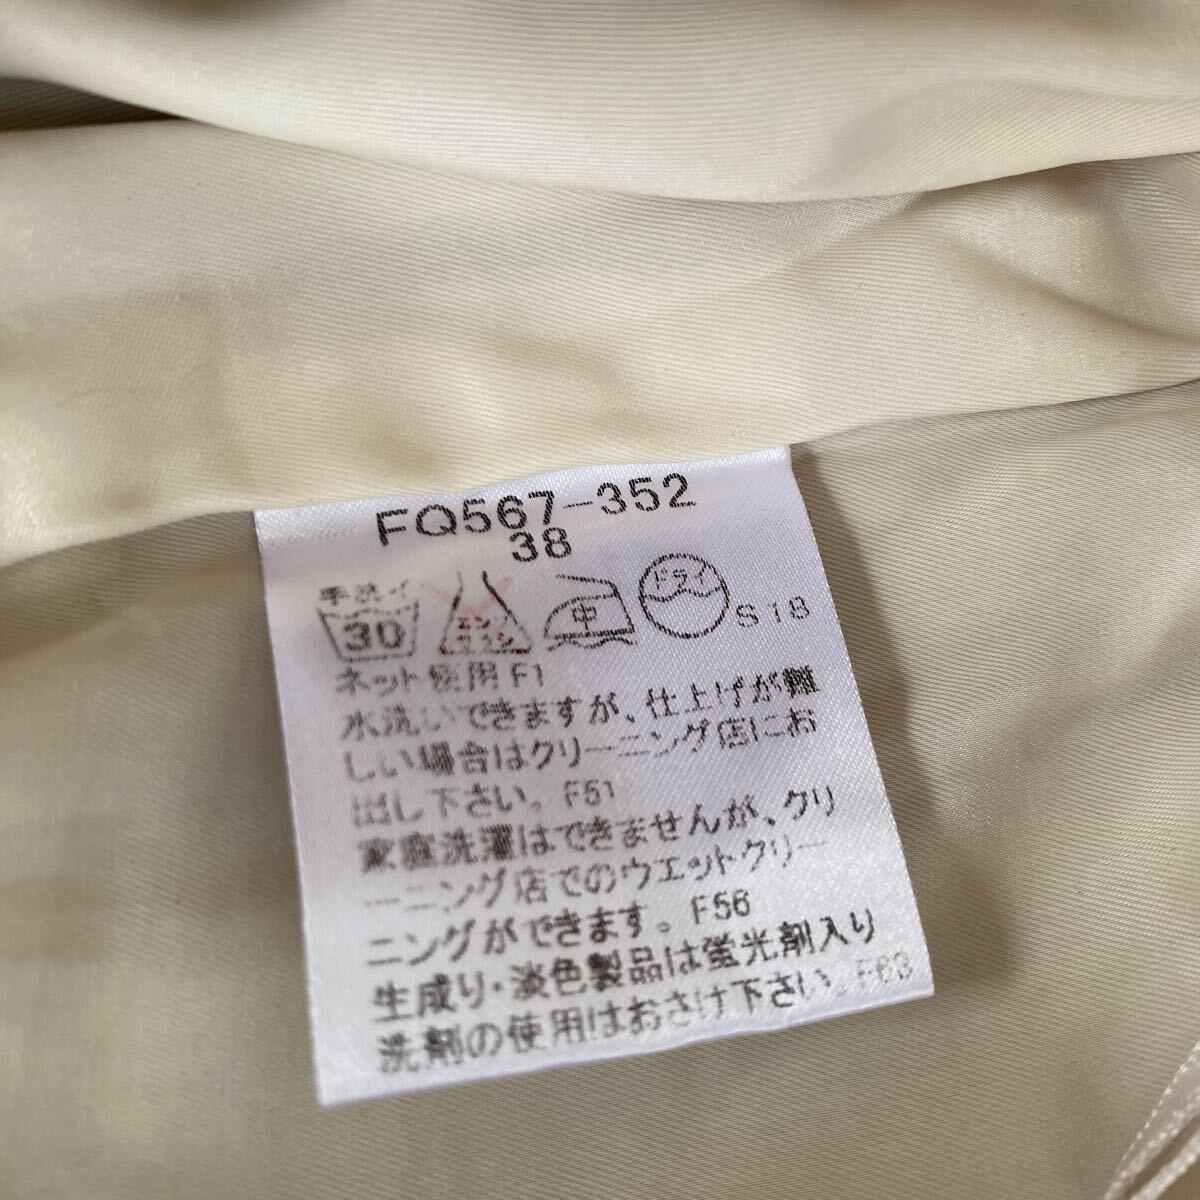 FQ567-352
38
手洗イ
30
エンソ
サラシ
中
ドライ
S18
ネット使用 F1
水洗いできますが、仕上げが難
しい場合はクリーニング店にお
出し下さい。F51
家庭洗濯はできませんが、クリ
ーニング店でのウエットクリー
ニングができます。F56
生成り・淡色製品は蛍光剤入り
洗剤の使用はおさけ下さい。F63